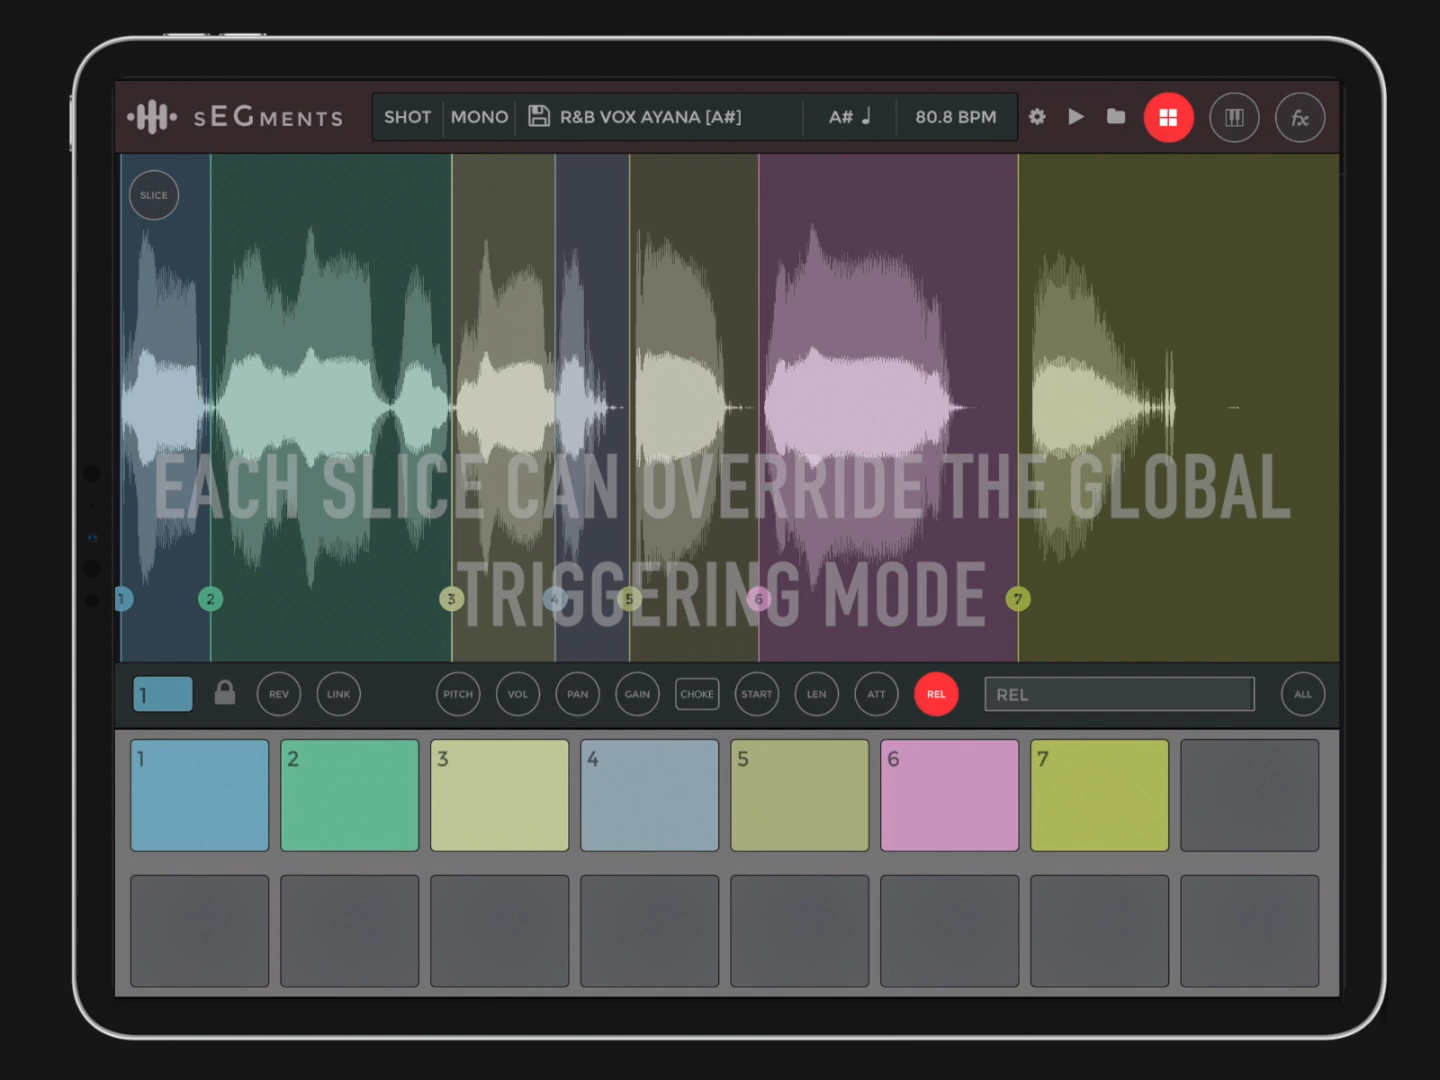 sEGMENTS SHOT MONO R&B VOX AYANA [A#] A# 80.8 BPM fx
SLICE
EACH SLICE CAN OVERRIDE THE GLOBAL
TRIGGERING MODE
1 2 3 4 5 6 7
1 REV LINK PITCH VOL PAN GAIN CHOKE START LEN ATT REL REL ALL
1 2 3 4 5 6 7